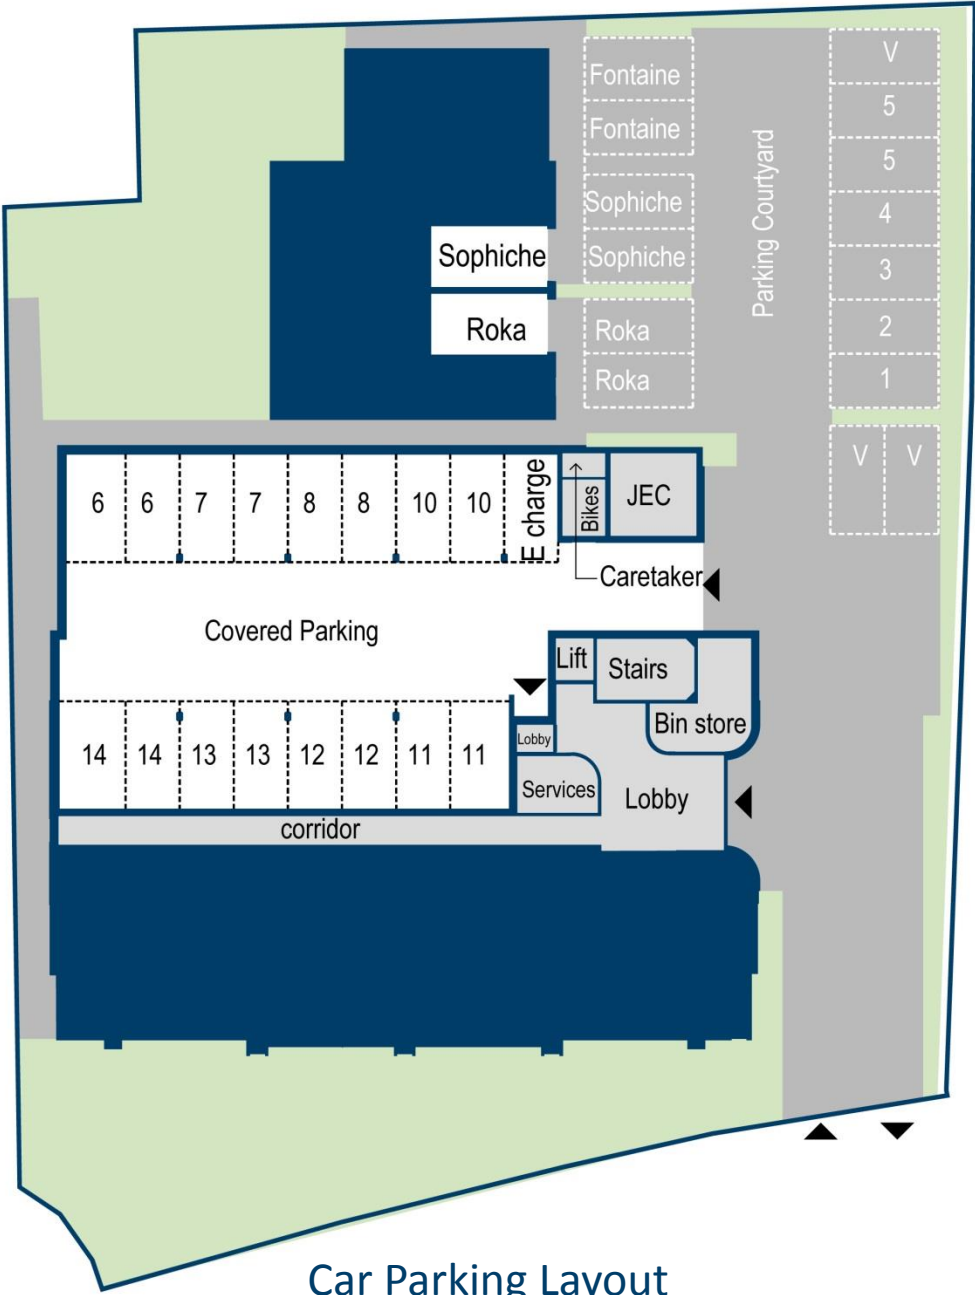 Fontaine
Fontaine
Sophiche
Sophiche
Roka
Roka
Parking Courtyard
V
5
5
4
3
2
1
V V
Sophiche
Roka
6 6 7 7 8 8 10 10 E charge
Bikes
JEC
Caretaker
Covered Parking
Lift
Stairs
Bin store
14 14 13 13 12 12 11 11
Lobby
Services
Lobby
corridor
Car Parking Layout